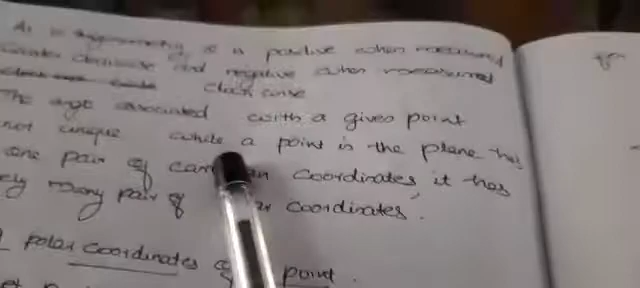 As in trigonometry, θ is positive when measured
counter clockwise and negative when measured
clock wise
The angle associated with a given point
not unique while a point in the plane has
one pair of coordinates it has
many pair of coordinates.
polar coordinates point.